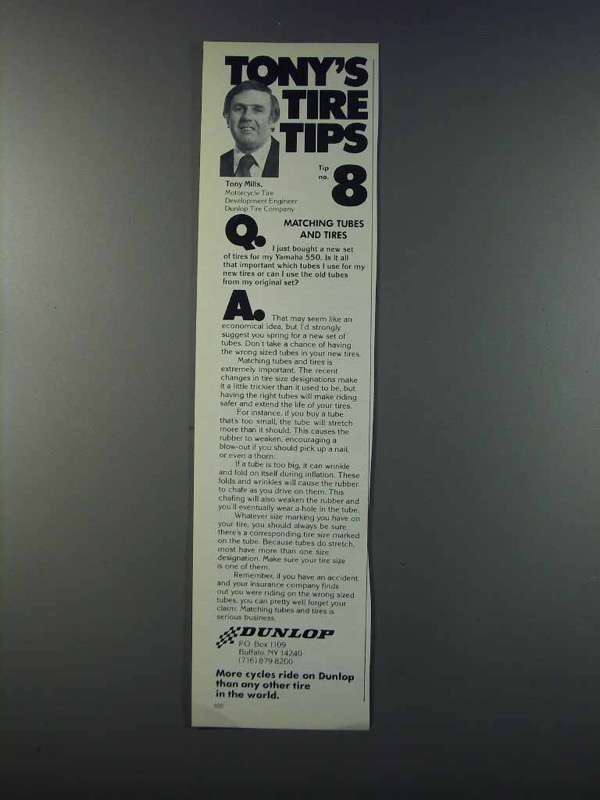 TONY'S
TIRE
TIPS
Tip
no.
8
Tony Mills,
Motorcycle Tire
Development Engineer
Dunlop Tire Company
MATCHING TUBES
AND TIRES
Q.
I just bought a new set
of tires for my Yamaha 550. Is it all
that important which tubes I use for my
new tires or can I use the old tubes
from my original set?
A.
That may seem like an
economical idea, but I'd strongly
suggest you spring for a new set of
tubes. Don't take a chance of having
the wrong sized tubes in your new tires.
Matching tubes and tires is
extremely important. The recent
changes in tire size designations make
it a little trickier than it used to be, but
having the right tubes will make riding
safer and extend the life of your tires.
For instance, if you buy a tube
that's too small, the tube will stretch
more than it should. This causes the
rubber to weaken, encouraging a
blow-out if you should pick up a nail,
or even a thorn.
If a tube is too big, it can wrinkle
and fold on itself during inflation. These
folds and wrinkles will cause the rubber
to chafe as you drive on them. This
chafing will also weaken the rubber and
you'll eventually wear a hole in the tube.
Whatever size marking you have on
your tire, you should always be sure
there's a corresponding tire size marked
on the tube. Because tubes do stretch,
most have more than one size
designation. Make sure your tire size
is one of them.
Remember, if you have an accident
and your insurance company finds
out you were riding on the wrong sized
tubes, you can pretty well forget your
claim. Matching tubes and tires is
serious business.
DUNLOP
P.O. Box 1109
Buffalo, NY 14240
(716) 879-8200
More cycles ride on Dunlop
than any other tire
in the world.